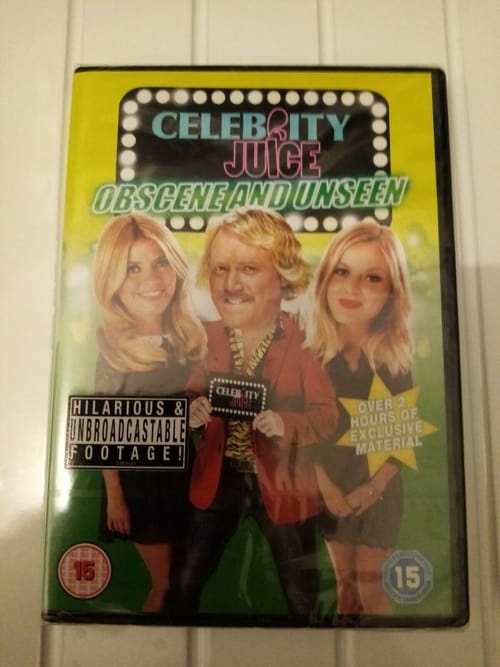 CELEBRITY
JUICE
OBSCENE AND UNSEEN
CELEBRITY
JUICE
HILARIOUS &
UNBROADCASTABLE
FOOTAGE!
OVER 2
HOURS OF
EXCLUSIVE
MATERIAL
15
15